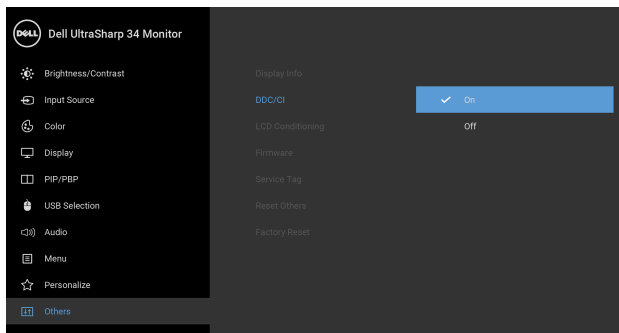 DELL Dell UltraSharp 34 Monitor
Brightness/Contrast
Display Info
Input Source
DDC/CI
On
Color
LCD Conditioning
Off
Display
Firmware
PIP/PBP
Service Tag
USB Selection
Reset Others
Audio
Factory Reset
Menu
Personalize
Others